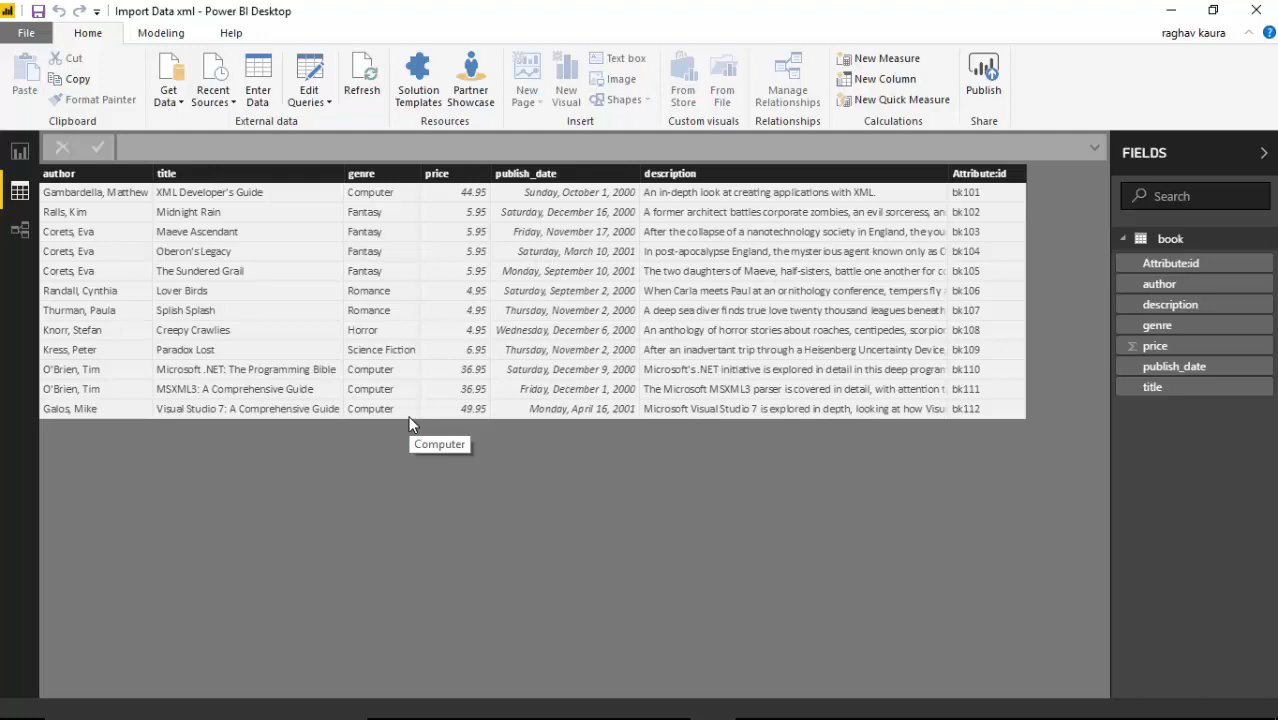 Import Data xml - Power BI Desktop
File Home Modeling Help raghav kaura ?
Paste Cut Copy Format Painter Clipboard
Get Data Recent Sources Enter Data Edit Queries Refresh External data
Solution Templates Partner Showcase Resources
New Page New Visual Text box Image Shapes Insert
From Store From File Custom visuals
Manage Relationships Relationships
New Measure New Column New Quick Measure Calculations
Publish Share
author title genre price publish_date description Attribute:id
Gambardella, Matthew XML Developer's Guide Computer 44.95 Sunday, October 1, 2000 An in-depth look at creating applications with XML. bk101
Ralls, Kim Midnight Rain Fantasy 5.95 Saturday, December 16, 2000 A former architect battles corporate zombies, an evil sorceress, an bk102
Corets, Eva Maeve Ascendant Fantasy 5.95 Friday, November 17, 2000 After the collapse of a nanotechnology society in England, the you bk103
Corets, Eva Oberon's Legacy Fantasy 5.95 Saturday, March 10, 2001 In post-apocalypse England, the mysterious agent known only as C bk104
Corets, Eva The Sundered Grail Fantasy 5.95 Monday, September 10, 2001 The two daughters of Maeve, half-sisters, battle one another for co bk105
Randall, Cynthia Lover Birds Romance 4.95 Saturday, September 2, 2000 When Carla meets Paul at an ornithology conference, tempers fly a bk106
Thurman, Paula Splish Splash Romance 4.95 Thursday, November 2, 2000 A deep sea diver finds true love twenty thousand leagues beneath bk107
Knorr, Stefan Creepy Crawlies Horror 4.95 Wednesday, December 6, 2000 An anthology of horror stories about roaches, centipedes, scorpion bk108
Kress, Peter Paradox Lost Science Fiction 6.95 Thursday, November 2, 2000 After an inadvertant trip through a Heisenberg Uncertainty Device, bk109
O'Brien, Tim Microsoft .NET: The Programming Bible Computer 36.95 Saturday, December 9, 2000 Microsoft's .NET initiative is explored in detail in this deep program bk110
O'Brien, Tim MSXML3: A Comprehensive Guide Computer 36.95 Friday, December 1, 2000 The Microsoft MSXML3 parser is covered in detail, with attention t bk111
Galos, Mike Visual Studio 7: A Comprehensive Guide Computer 49.95 Monday, April 16, 2001 Microsoft Visual Studio 7 is explored in depth, looking at how Visu bk112
Computer
FIELDS
Search
book
Attribute:id
author
description
genre
Σ price
publish_date
title